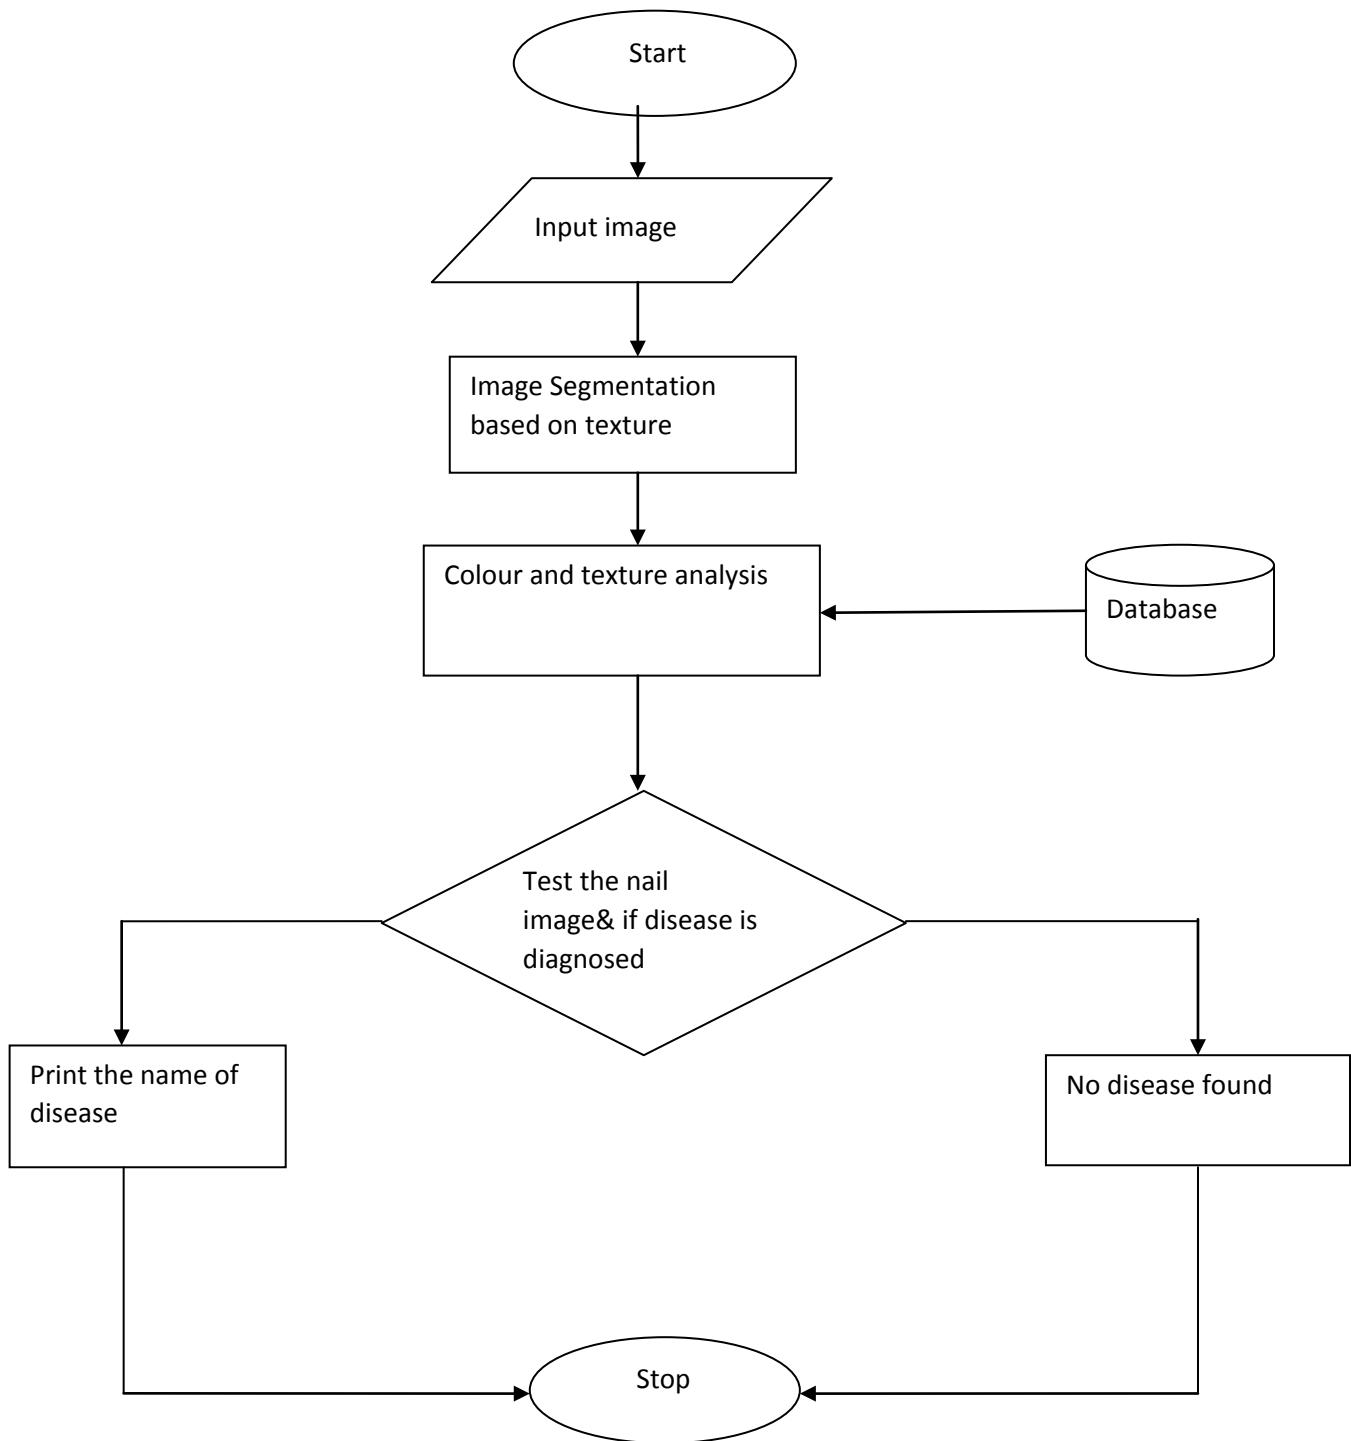 Start
Input image
Image Segmentation
based on texture
Colour and texture analysis
Database
Test the nail
image& if disease is
diagnosed
Print the name of
disease
No disease found
Stop